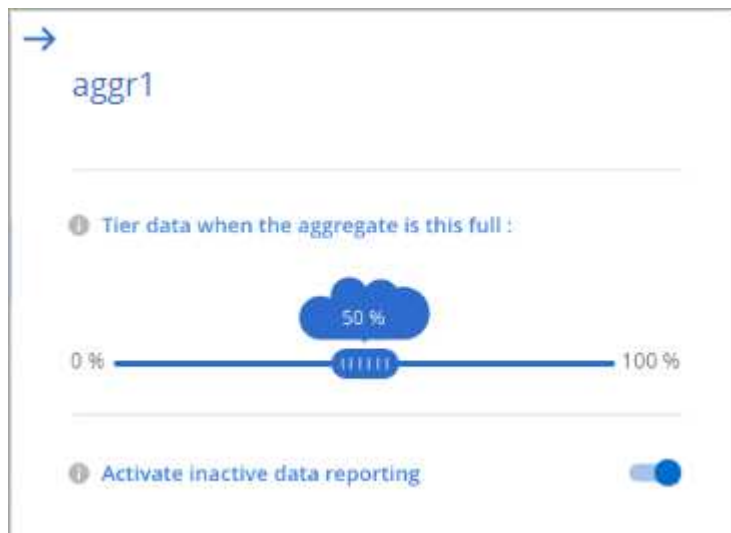 aggr1
Tier data when the aggregate is this full :
50 %
0 %
100 %
Activate inactive data reporting